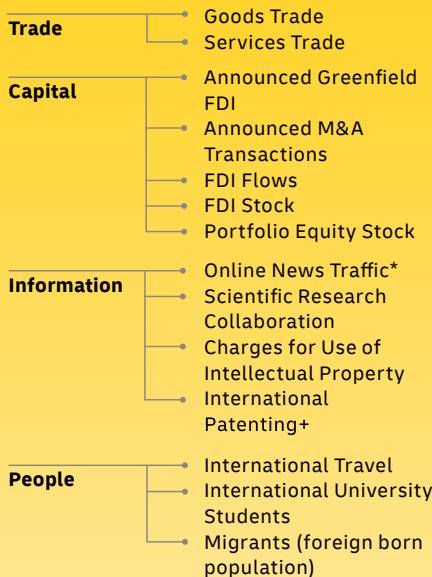 Trade
Goods Trade
Services Trade
Capital
Announced Greenfield
FDI
Announced M&A
Transactions
FDI Flows
FDI Stock
Portfolio Equity Stock
Information
Online News Traffic*
Scientific Research
Collaboration
Charges for Use of
Intellectual Property
International
Patenting+
People
International Travel
International University
Students
Migrants (foreign born
population)